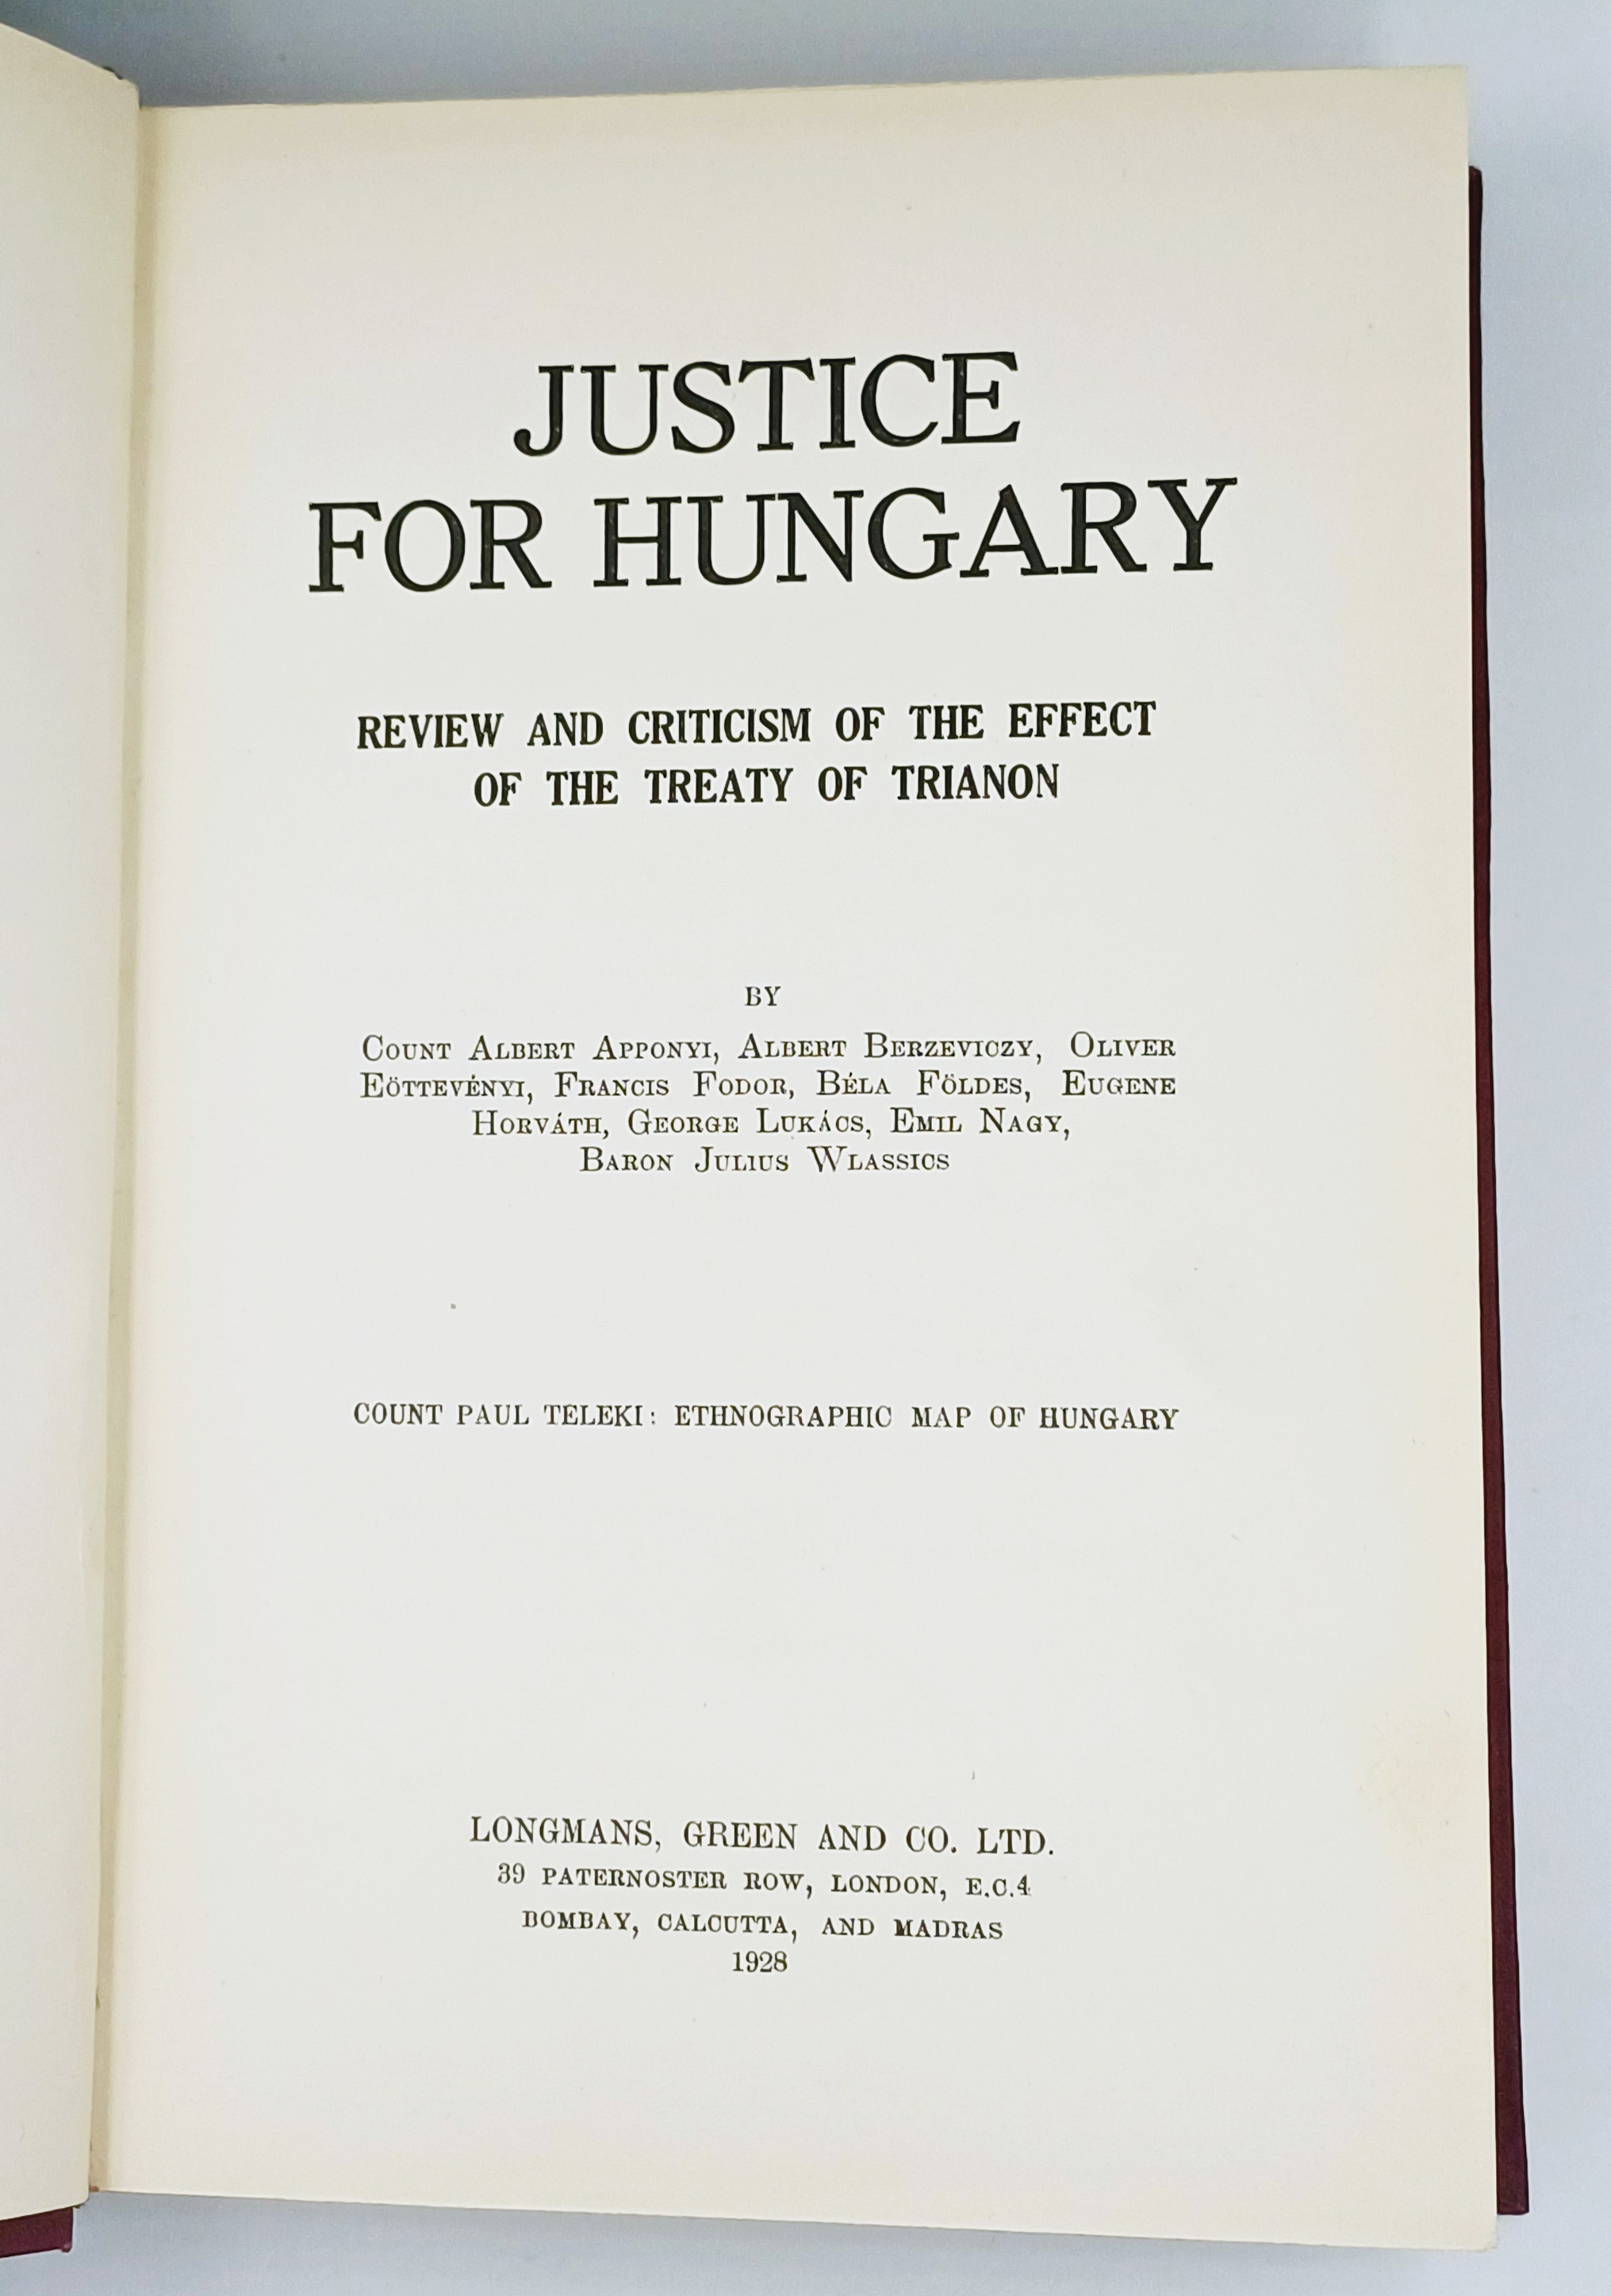 JUSTICE
FOR HUNGARY
REVIEW AND CRITICISM OF THE EFFECT
OF THE TREATY OF TRIANON
BY
COUNT ALBERT APPONYI, ALBERT BERZEVICZY, OLIVER
EÖTTEVÉNYI, FRANCIS FODOR, BÉLA FÖLDES, EUGENE
HORVÁTH, GEORGE LUKÁCS, EMIL NAGY,
BARON JULIUS WLASSICS
COUNT PAUL TELEKI: ETHNOGRAPHIC MAP OF HUNGARY
LONGMANS, GREEN AND CO. LTD.
39 PATERNOSTER ROW, LONDON, E.C.4
BOMBAY, CALCUTTA, AND MADRAS
1928